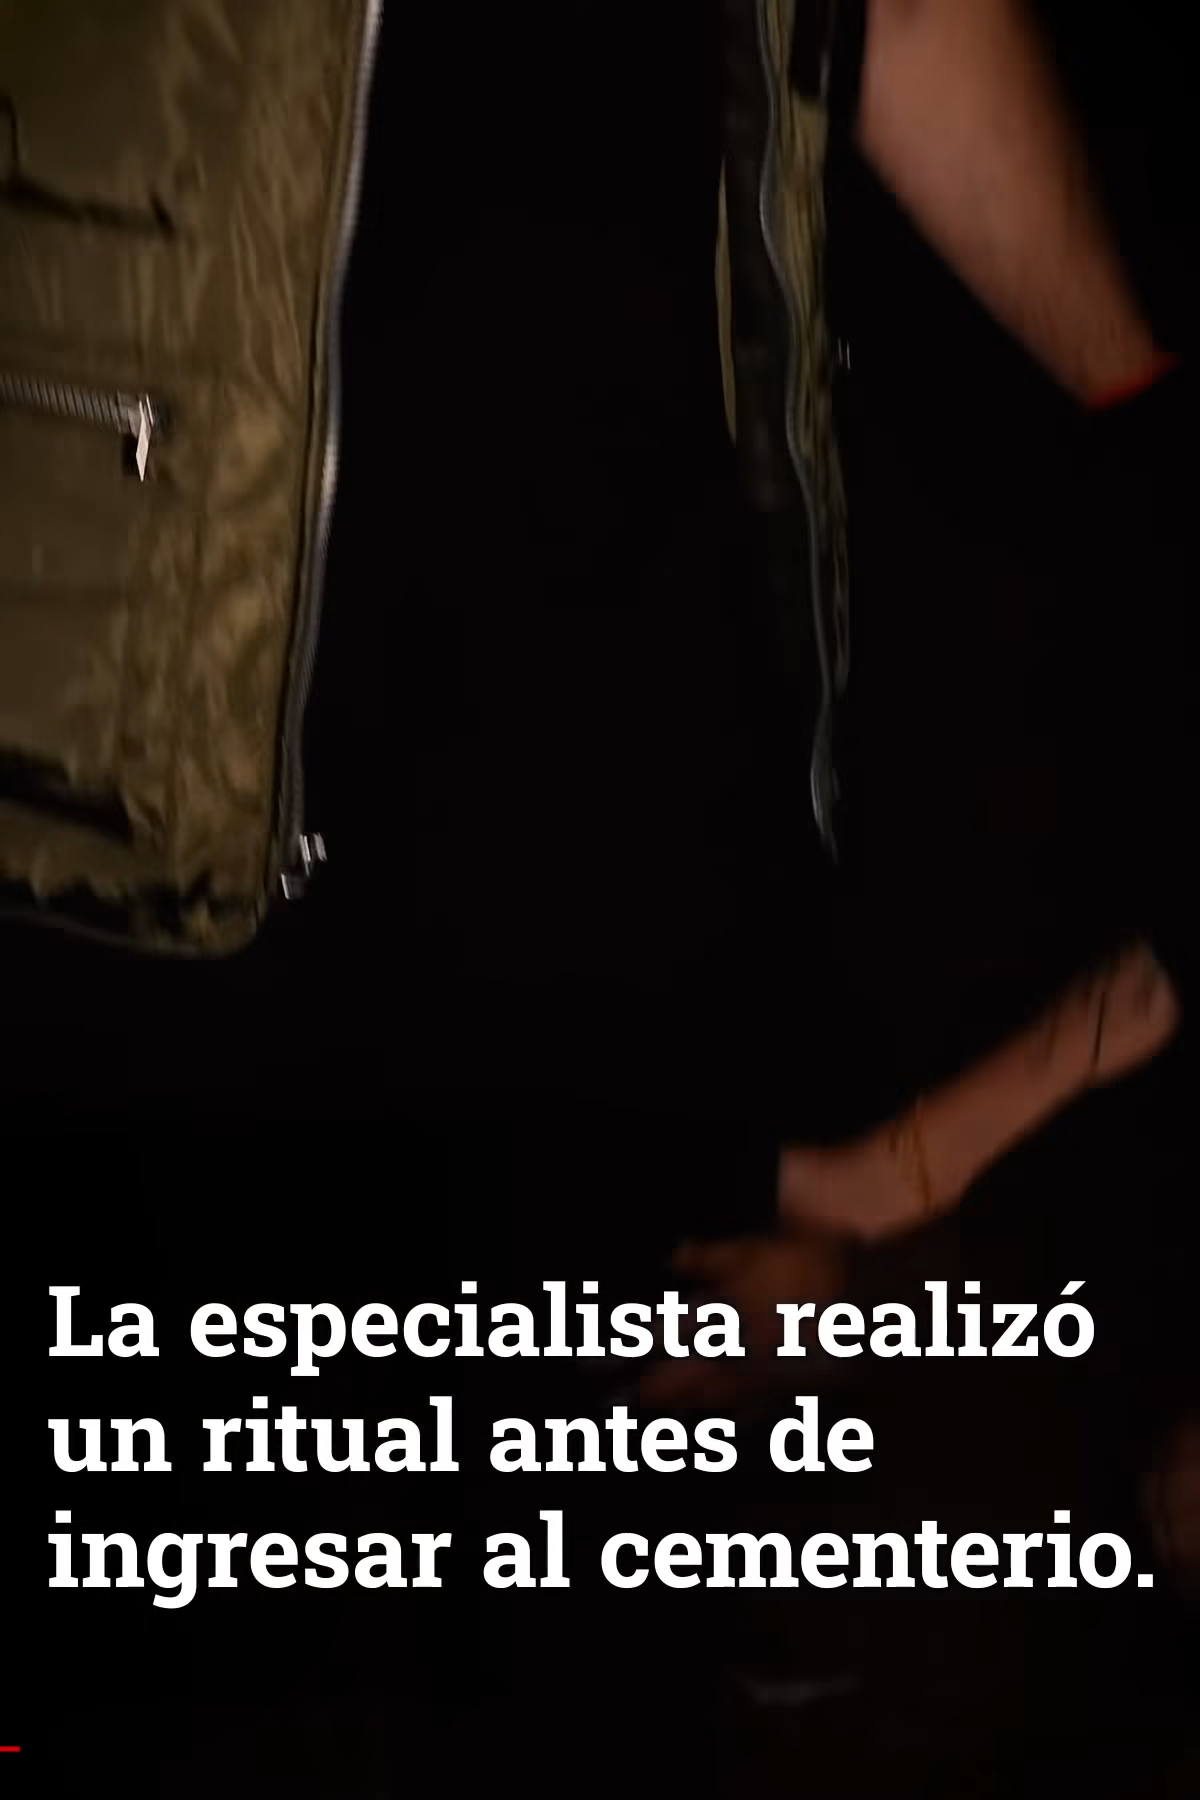 La especialista realizó
un ritual antes de
ingresar al cementerio.